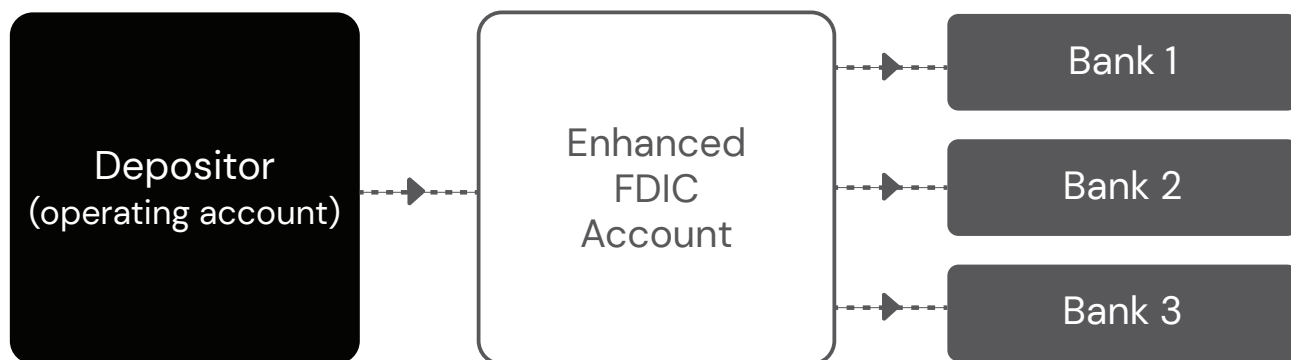 Depositor
(operating account)
Enhanced
FDIC
Account
Bank 1
Bank 2
Bank 3